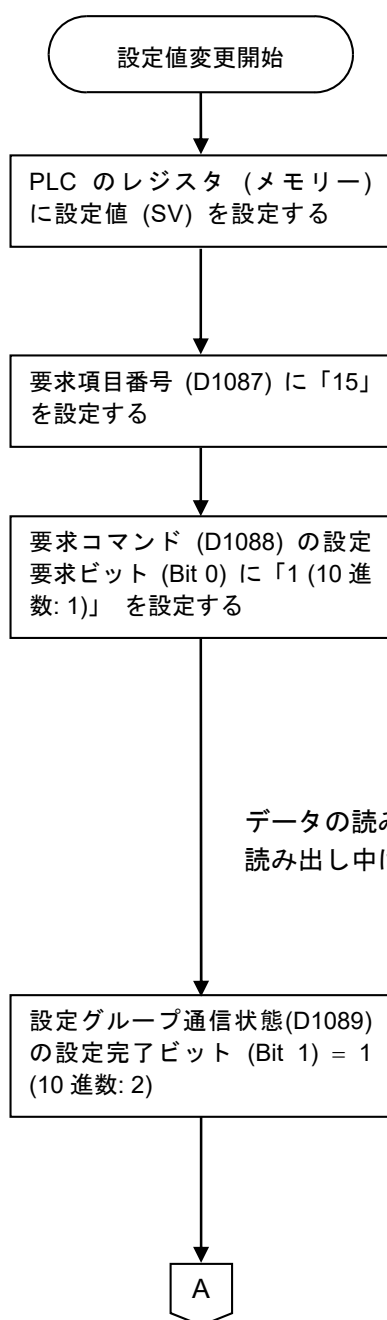 設定値変更開始
PLC のレジスタ (メモリー)
に設定値 (SV) を設定する
要求項目番号 (D1087) に「15」
を設定する
要求コマンド (D1088) の設定
要求ビット (Bit 0) に「1 (10 進
数: 1)」 を設定する
データの読み
読み出し中に
設定グループ通信状態(D1089)
の設定完了ビット (Bit 1) = 1
(10 進数: 2)
A